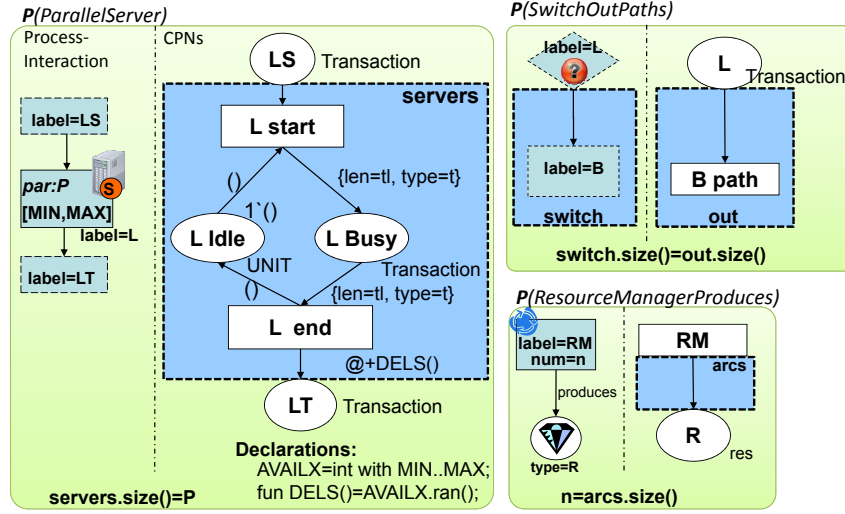 P(ParallelServer)
Process-
Interaction
CPNs
label=LS
par:P
S
[MIN,MAX]
label=L
label=LT
LS
Transaction
servers
L start
()
{len=tl, type=t}
1`()
L Idle
L Busy
UNIT
Transaction
()
{len=tl, type=t}
L end
@+DELS()
LT
Transaction
Declarations:
AVAILX=int with MIN..MAX;
fun DELS()=AVAILX.ran();
servers.size()=P
P(SwitchOutPaths)
label=L
?
L
Transaction
label=B
B path
switch
out
switch.size()=out.size()
P(ResourceManagerProduces)
label=RM
num=n
RM
arcs
produces
R
res
type=R
n=arcs.size()